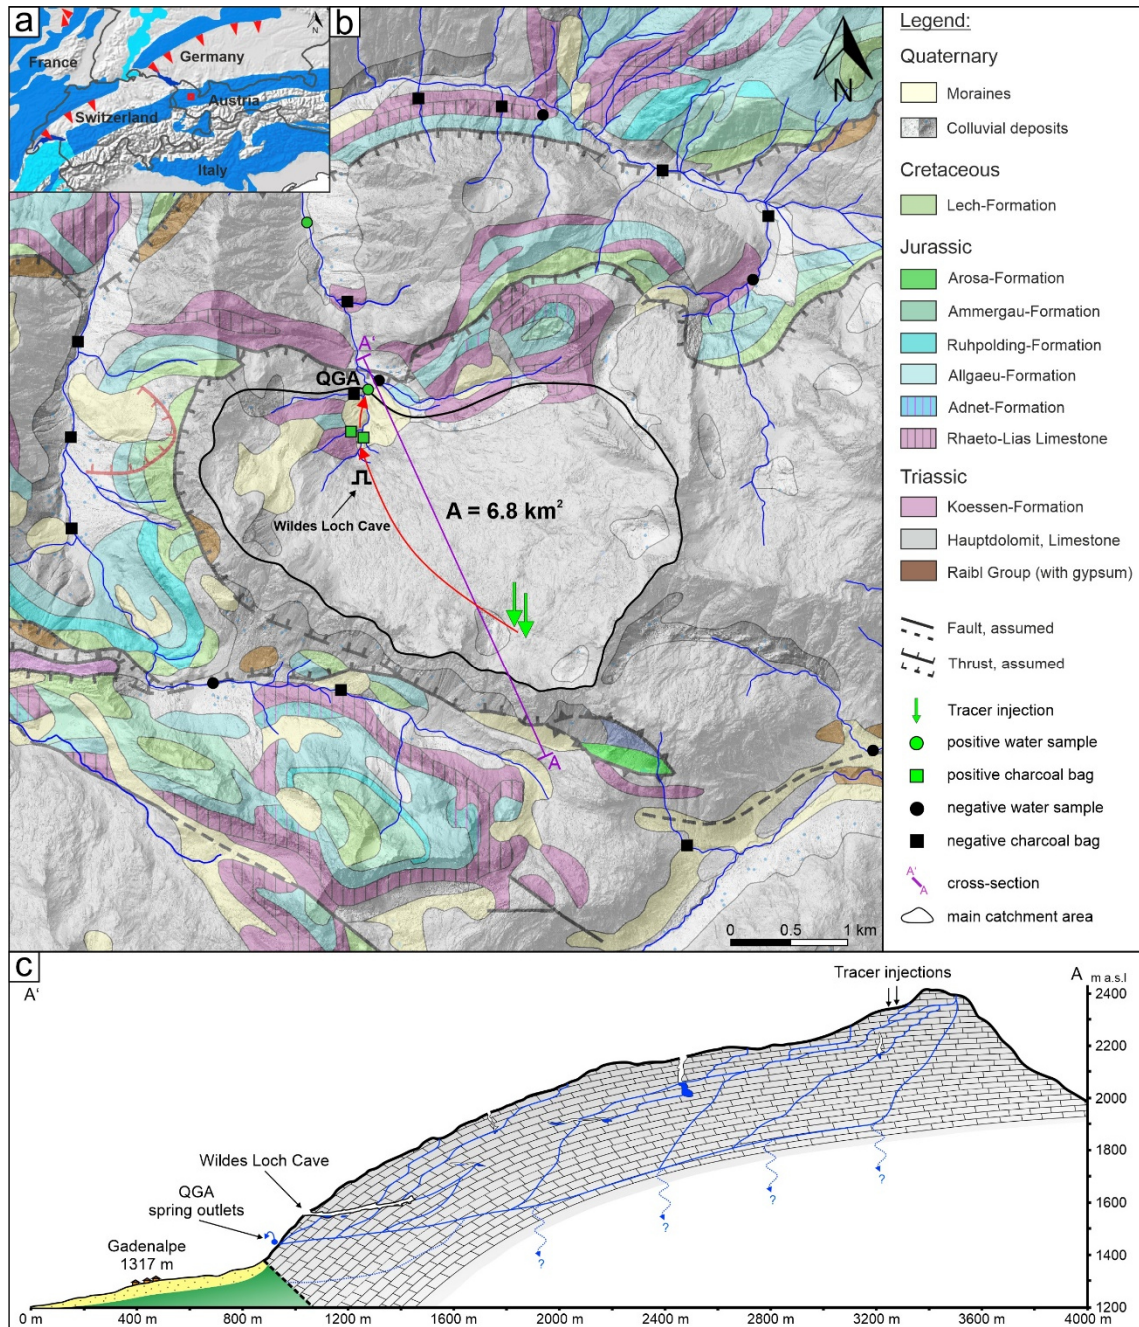 a
N
France
Germany
Austria
Switzerland
Italy
b
N
A'
QGA
Wildes Loch Cave
A = 6.8 km²
A
0 0.5 1 km
Legend:
Quaternary
Moraines
Colluvial deposits
Cretaceous
Lech-Formation
Jurassic
Arosa-Formation
Ammergau-Formation
Ruhpolding-Formation
Allgaeu-Formation
Adnet-Formation
Rhaeto-Lias Limestone
Triassic
Koessen-Formation
Hauptdolomit, Limestone
Raibl Group (with gypsum)
Fault, assumed
Thrust, assumed
Tracer injection
positive water sample
positive charcoal bag
negative water sample
negative charcoal bag
A'
A
cross-section
main catchment area
c
A'
Tracer injections
A
m a.s.l
2400
2200
2000
1800
1600
1400
1200
Wildes Loch Cave
QGA
spring outlets
Gadenalpe
1317 m
?
?
?
?
0 m 400 m 800 m 1200 m 1600 m 2000 m 2400 m 2800 m 3200 m 3600 m 4000 m